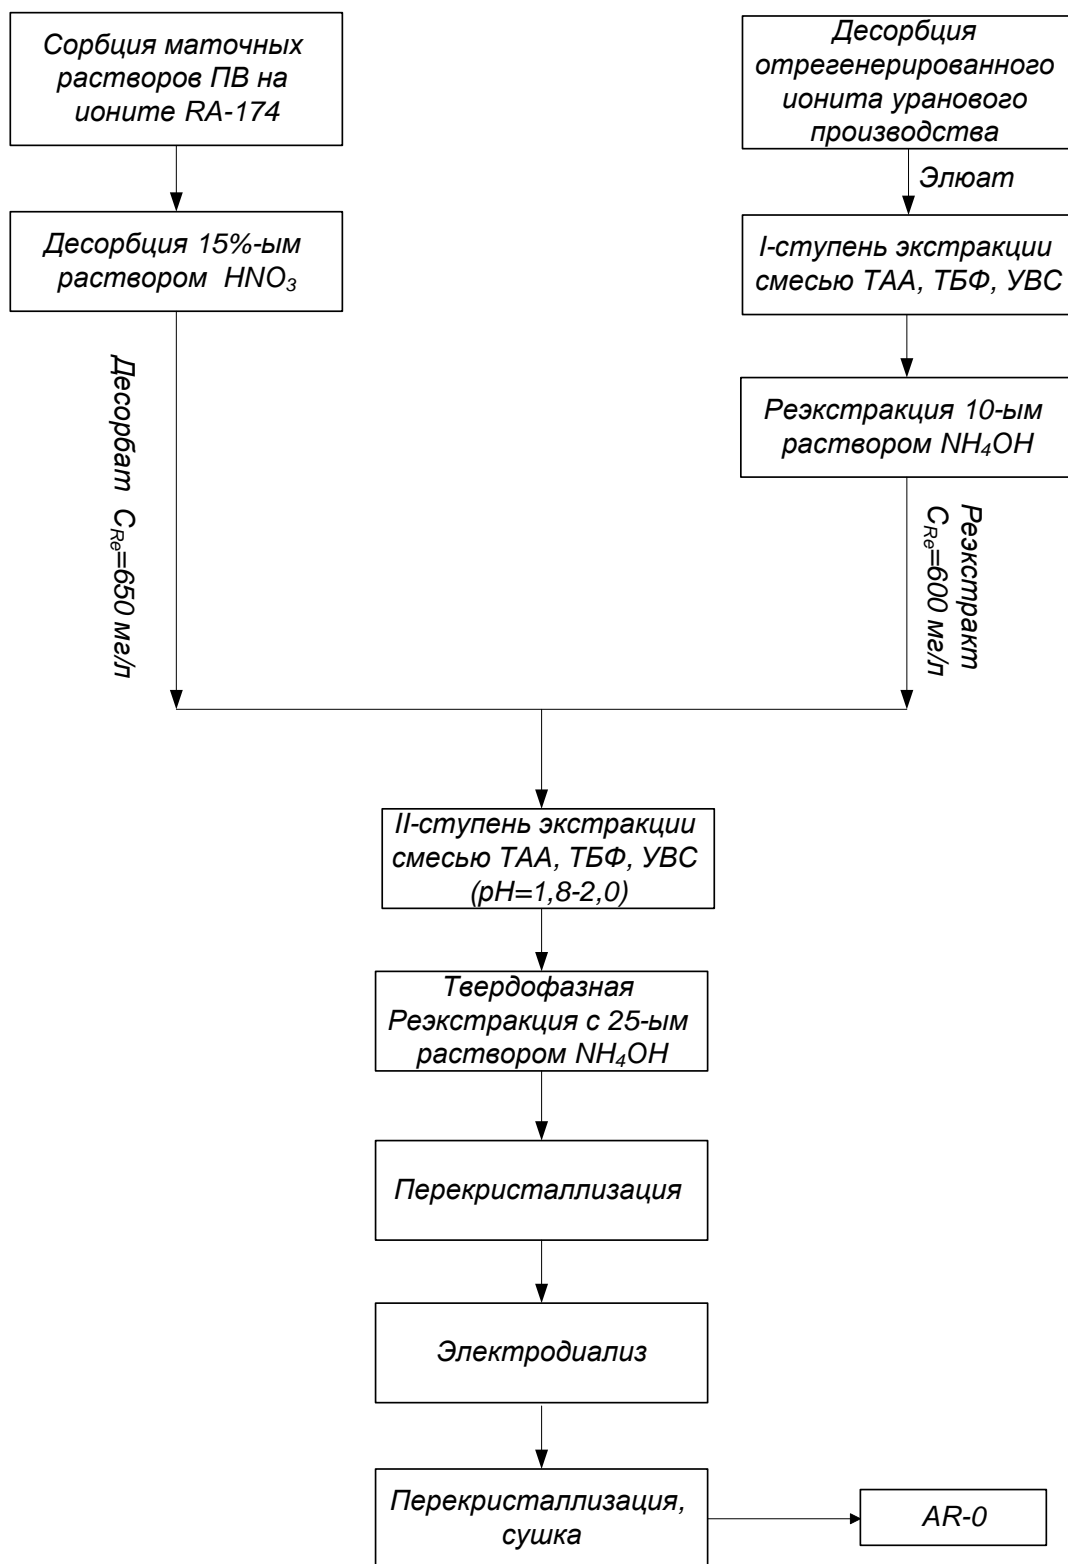 Сорбция маточных
растворов ПВ на
ионите RA-174
Десорбция 15%-ым
раствором HNO₃
Десорбат C_Re=650 мг/л
Десорбция
отрегенерированного
ионита уранового
производства
Элюат
I-ступень экстракции
смесью ТАА, ТБФ, УВС
Реэкстракция 10-ым
раствором NH₄OH
Реэкстракт
C_Re=600 мг/л
II-ступень экстракции
смесью ТАА, ТБФ, УВС
(pH=1,8-2,0)
Твердофазная
Реэкстракция с 25-ым
раствором NH₄OH
Перекристаллизация
Электродиализ
Перекристаллизация,
сушка
AR-0